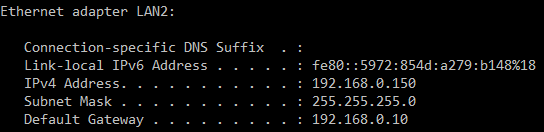 Ethernet adapter LAN2:
Connection-specific DNS Suffix  . :
Link-local IPv6 Address . . . . . : fe80::5972:854d:a279:b148%18
IPv4 Address. . . . . . . . . . . : 192.168.0.150
Subnet Mask . . . . . . . . . . . : 255.255.255.0
Default Gateway . . . . . . . . . : 192.168.0.10